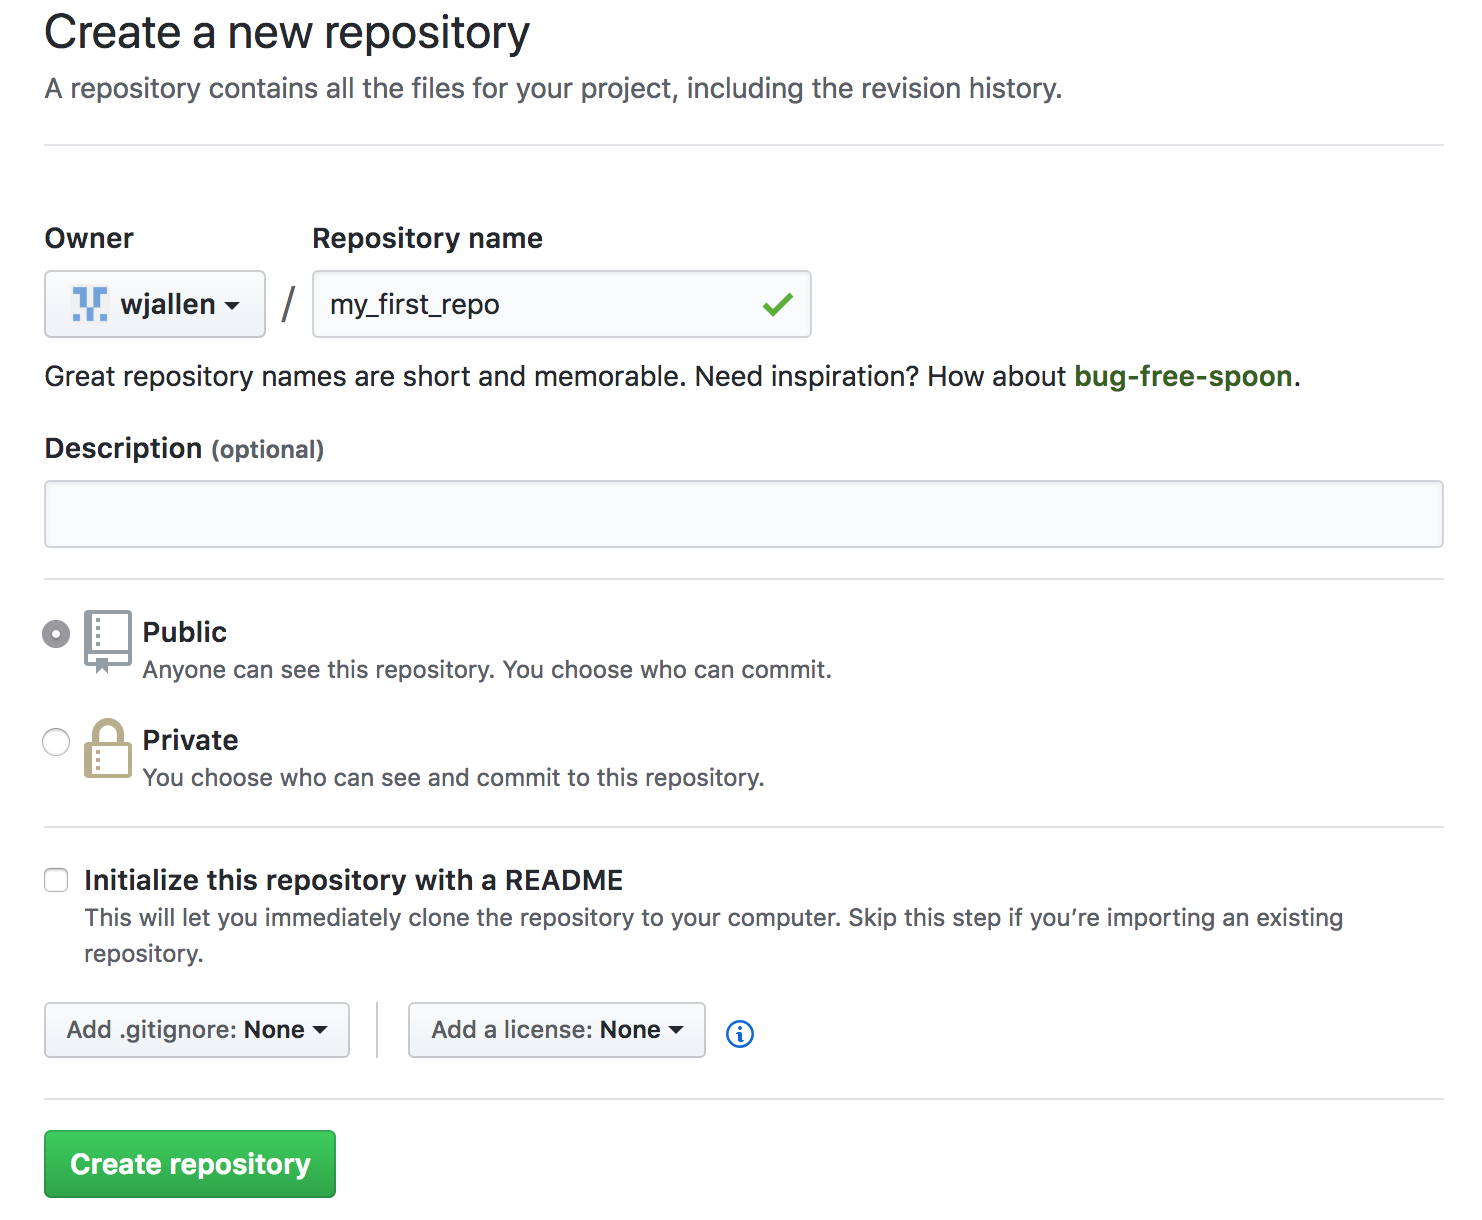 Create a new repository
A repository contains all the files for your project, including the revision history.
Owner Repository name
wjallen / my_first_repo
Great repository names are short and memorable. Need inspiration? How about bug-free-spoon.
Description (optional)
Public
Anyone can see this repository. You choose who can commit.
Private
You choose who can see and commit to this repository.
Initialize this repository with a README
This will let you immediately clone the repository to your computer. Skip this step if you’re importing an existing
repository.
Add .gitignore: None Add a license: None
Create repository